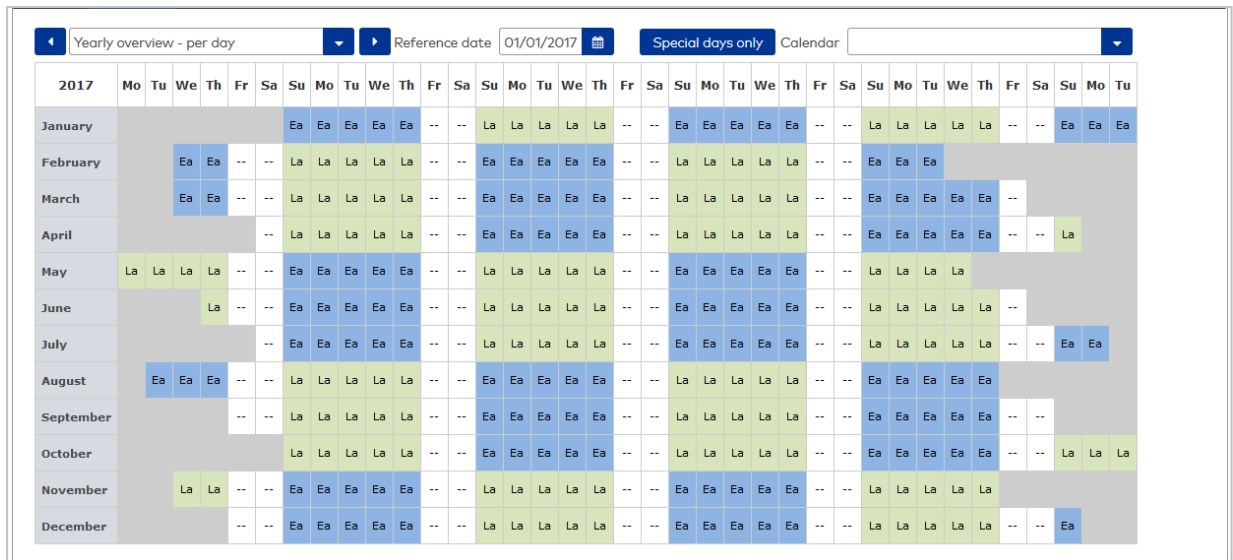 Yearly overview - per day Reference date 01/01/2017 Special days only Calendar
2017 Mo Tu We Th Fr Sa Su Mo Tu We Th Fr Sa Su Mo Tu We Th Fr Sa Su Mo Tu We Th Fr Sa Su Mo Tu We Th Fr Sa Su Mo Tu
January Ea Ea Ea Ea Ea -- -- La La La La La -- -- Ea Ea Ea Ea Ea -- -- La La La La La -- -- Ea Ea Ea
February Ea Ea -- -- La La La La La -- -- Ea Ea Ea Ea Ea -- -- La La La La La -- -- Ea Ea Ea
March Ea Ea -- -- La La La La La -- -- Ea Ea Ea Ea Ea -- -- La La La La La -- -- Ea Ea Ea Ea Ea --
April -- La La La La La -- -- Ea Ea Ea Ea Ea -- -- La La La La La -- -- Ea Ea Ea Ea Ea -- -- La
May La La La La -- -- Ea Ea Ea Ea Ea -- -- La La La La La -- -- Ea Ea Ea Ea Ea -- -- La La La La
June La -- -- Ea Ea Ea Ea Ea -- -- La La La La La -- -- Ea Ea Ea Ea Ea -- -- La La La La La --
July -- Ea Ea Ea Ea Ea -- -- La La La La La -- -- Ea Ea Ea Ea Ea -- -- La La La La La -- -- Ea Ea
August Ea Ea Ea -- -- La La La La La -- -- Ea Ea Ea Ea Ea -- -- La La La La La -- -- Ea Ea Ea Ea Ea
September -- -- La La La La La -- -- Ea Ea Ea Ea Ea -- -- La La La La La -- -- Ea Ea Ea Ea Ea -- --
October La La La La La -- -- Ea Ea Ea Ea Ea -- -- La La La La La -- -- Ea Ea Ea Ea Ea -- -- La La La
November La La -- -- Ea Ea Ea Ea Ea -- -- La La La La La -- -- Ea Ea Ea Ea Ea -- -- La La La La La
December -- -- Ea Ea Ea Ea Ea -- -- La La La La La -- -- Ea Ea Ea Ea Ea -- -- La La La La La -- -- Ea